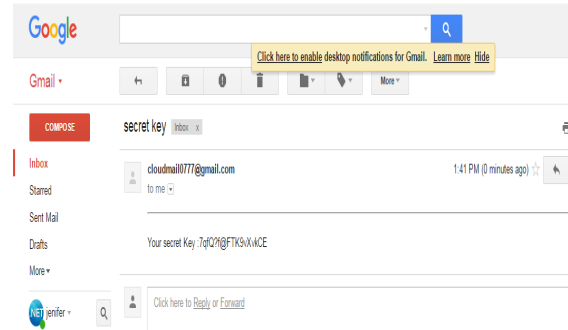 Google
Click here to enable desktop notifications for Gmail. Learn more Hide
Gmail
More
COMPOSE
secret key Inbox x
Inbox
Starred
Sent Mail
Drafts
More
cloudmail0777@gmail.com 1:41 PM (0 minutes ago)
to me
Your secret Key :7qfQ?f@FTK9vXvkCE
NET jenifer
Click here to Reply or Forward